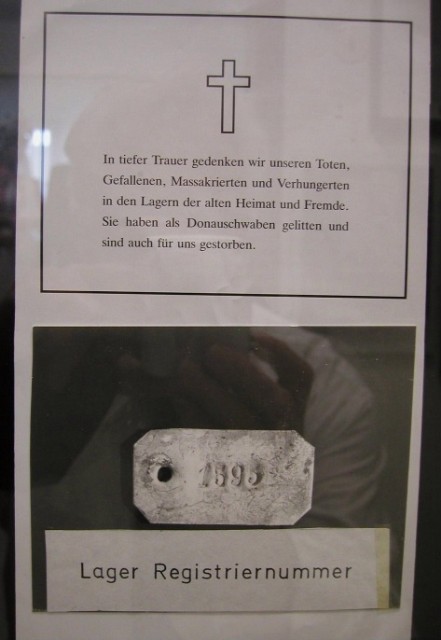 In tiefer Trauer gedenken wir unseren Toten,
Gefallenen, Massakrierten und Verhungerten
in den Lagern der alten Heimat und Fremde.
Sie haben als Donauschwaben gelitten und
sind auch für uns gestorben.
1895
Lager Registriernummer